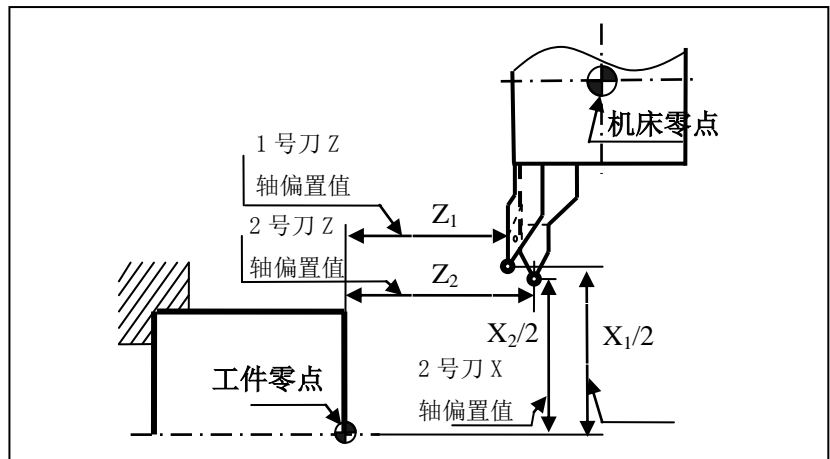 机床零点
1 号刀 Z
轴偏置值
Z₁
2 号刀 Z
轴偏置值
Z₂
X₂/2
X₁/2
工件零点
2 号刀 X
轴偏置值